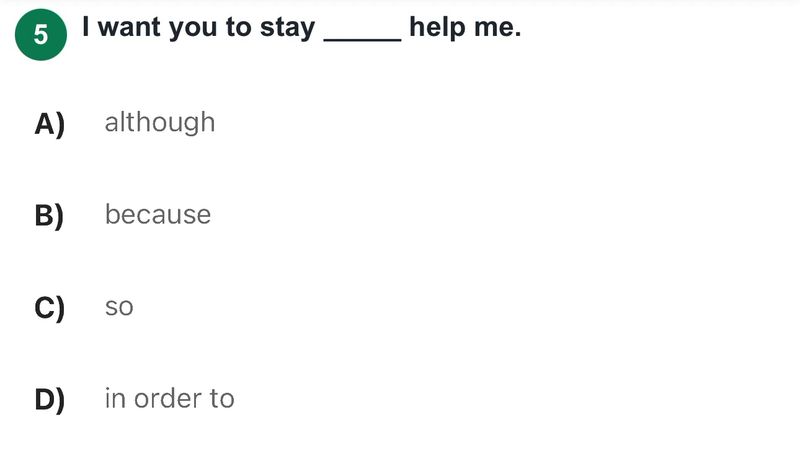 5 I want you to stay _____ help me.
A) although
B) because
C) so
D) in order to